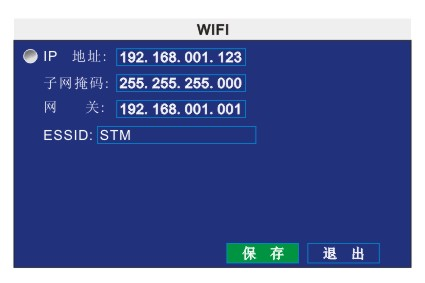 WIFI
IP 地址: 192. 168. 001. 123
子网掩码: 255. 255. 255. 000
网 关: 192. 168. 001. 001
ESSID: STM
保 存 退 出